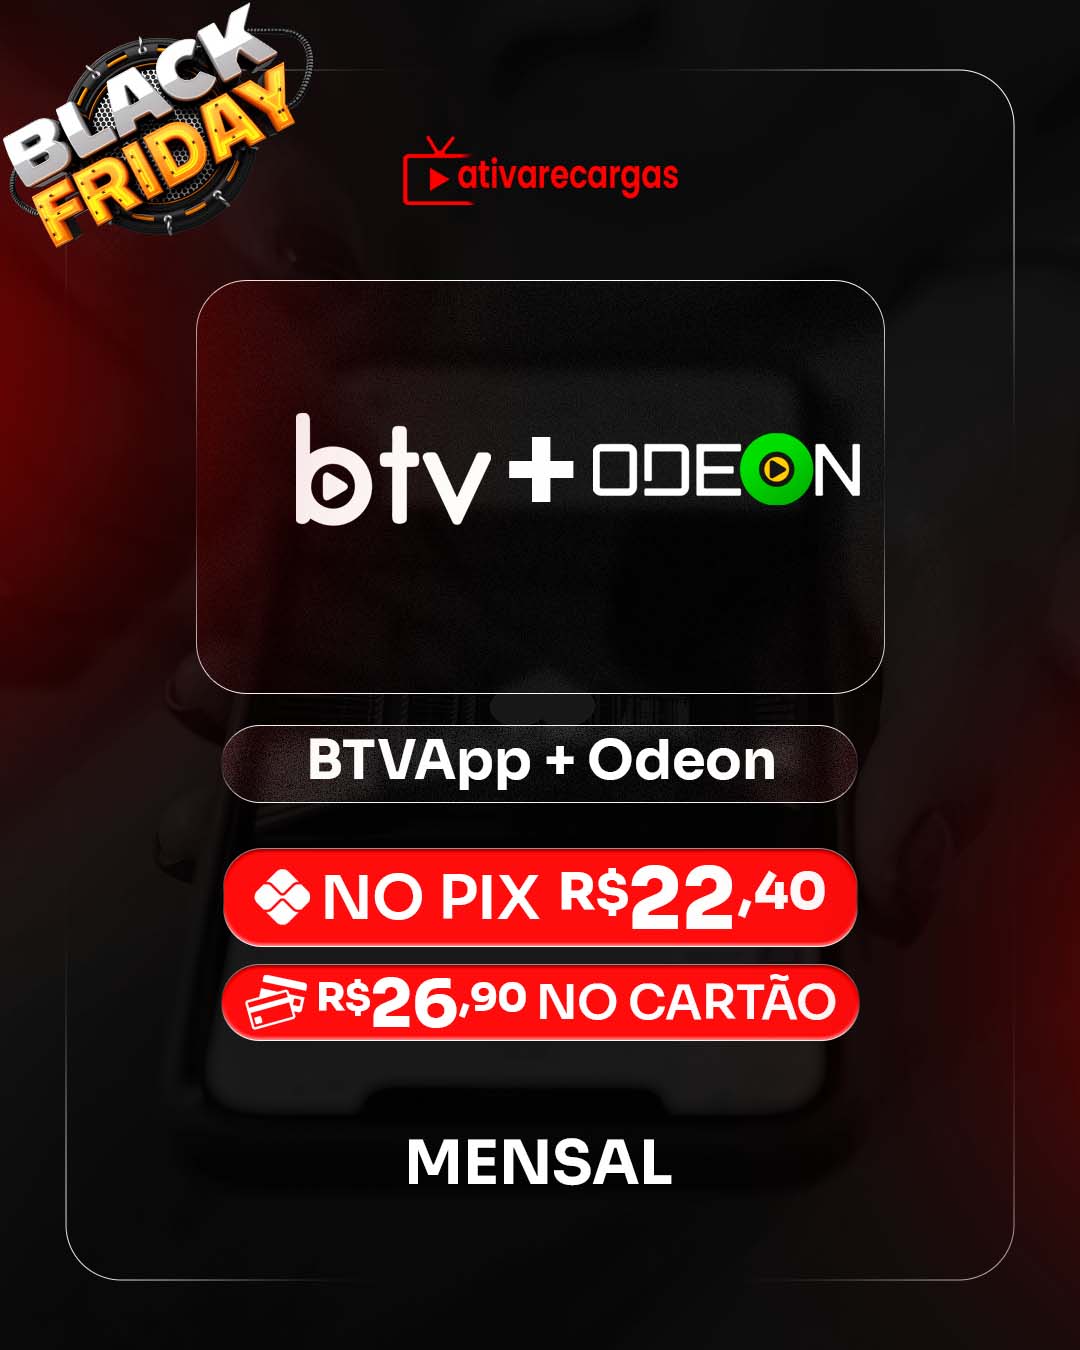 BLACK
FRIDAY
ativarecargas
btv + ODEON
BTVApp + Odeon
NO PIX R$22,40
R$26,90 NO CARTÃO
MENSAL